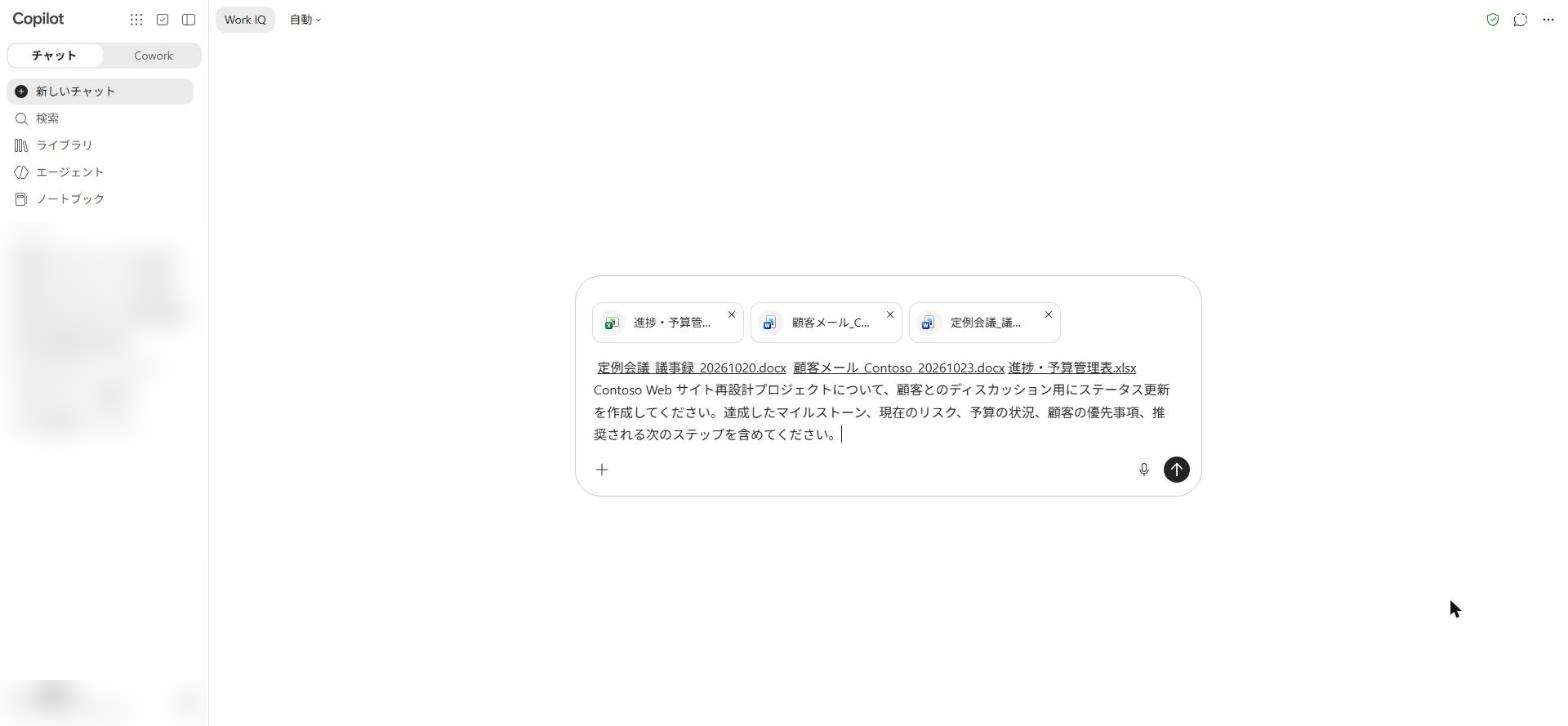 Copilot
Work IQ
自動
チャット
Cowork
新しいチャット
検索
ライブラリ
エージェント
ノートブック
進捗・予算管...
顧客メール_C...
定例会議_議...
定例会議_議事録_20261020.docx 顧客メール_Contoso_20261023.docx 進捗・予算管理表.xlsx
Contoso Web サイト再設計プロジェクトについて、顧客とのディスカッション用にステータス更新
を作成してください。達成したマイルストーン、現在のリスク、予算の状況、顧客の優先事項、推
奨される次のステップを含めてください。